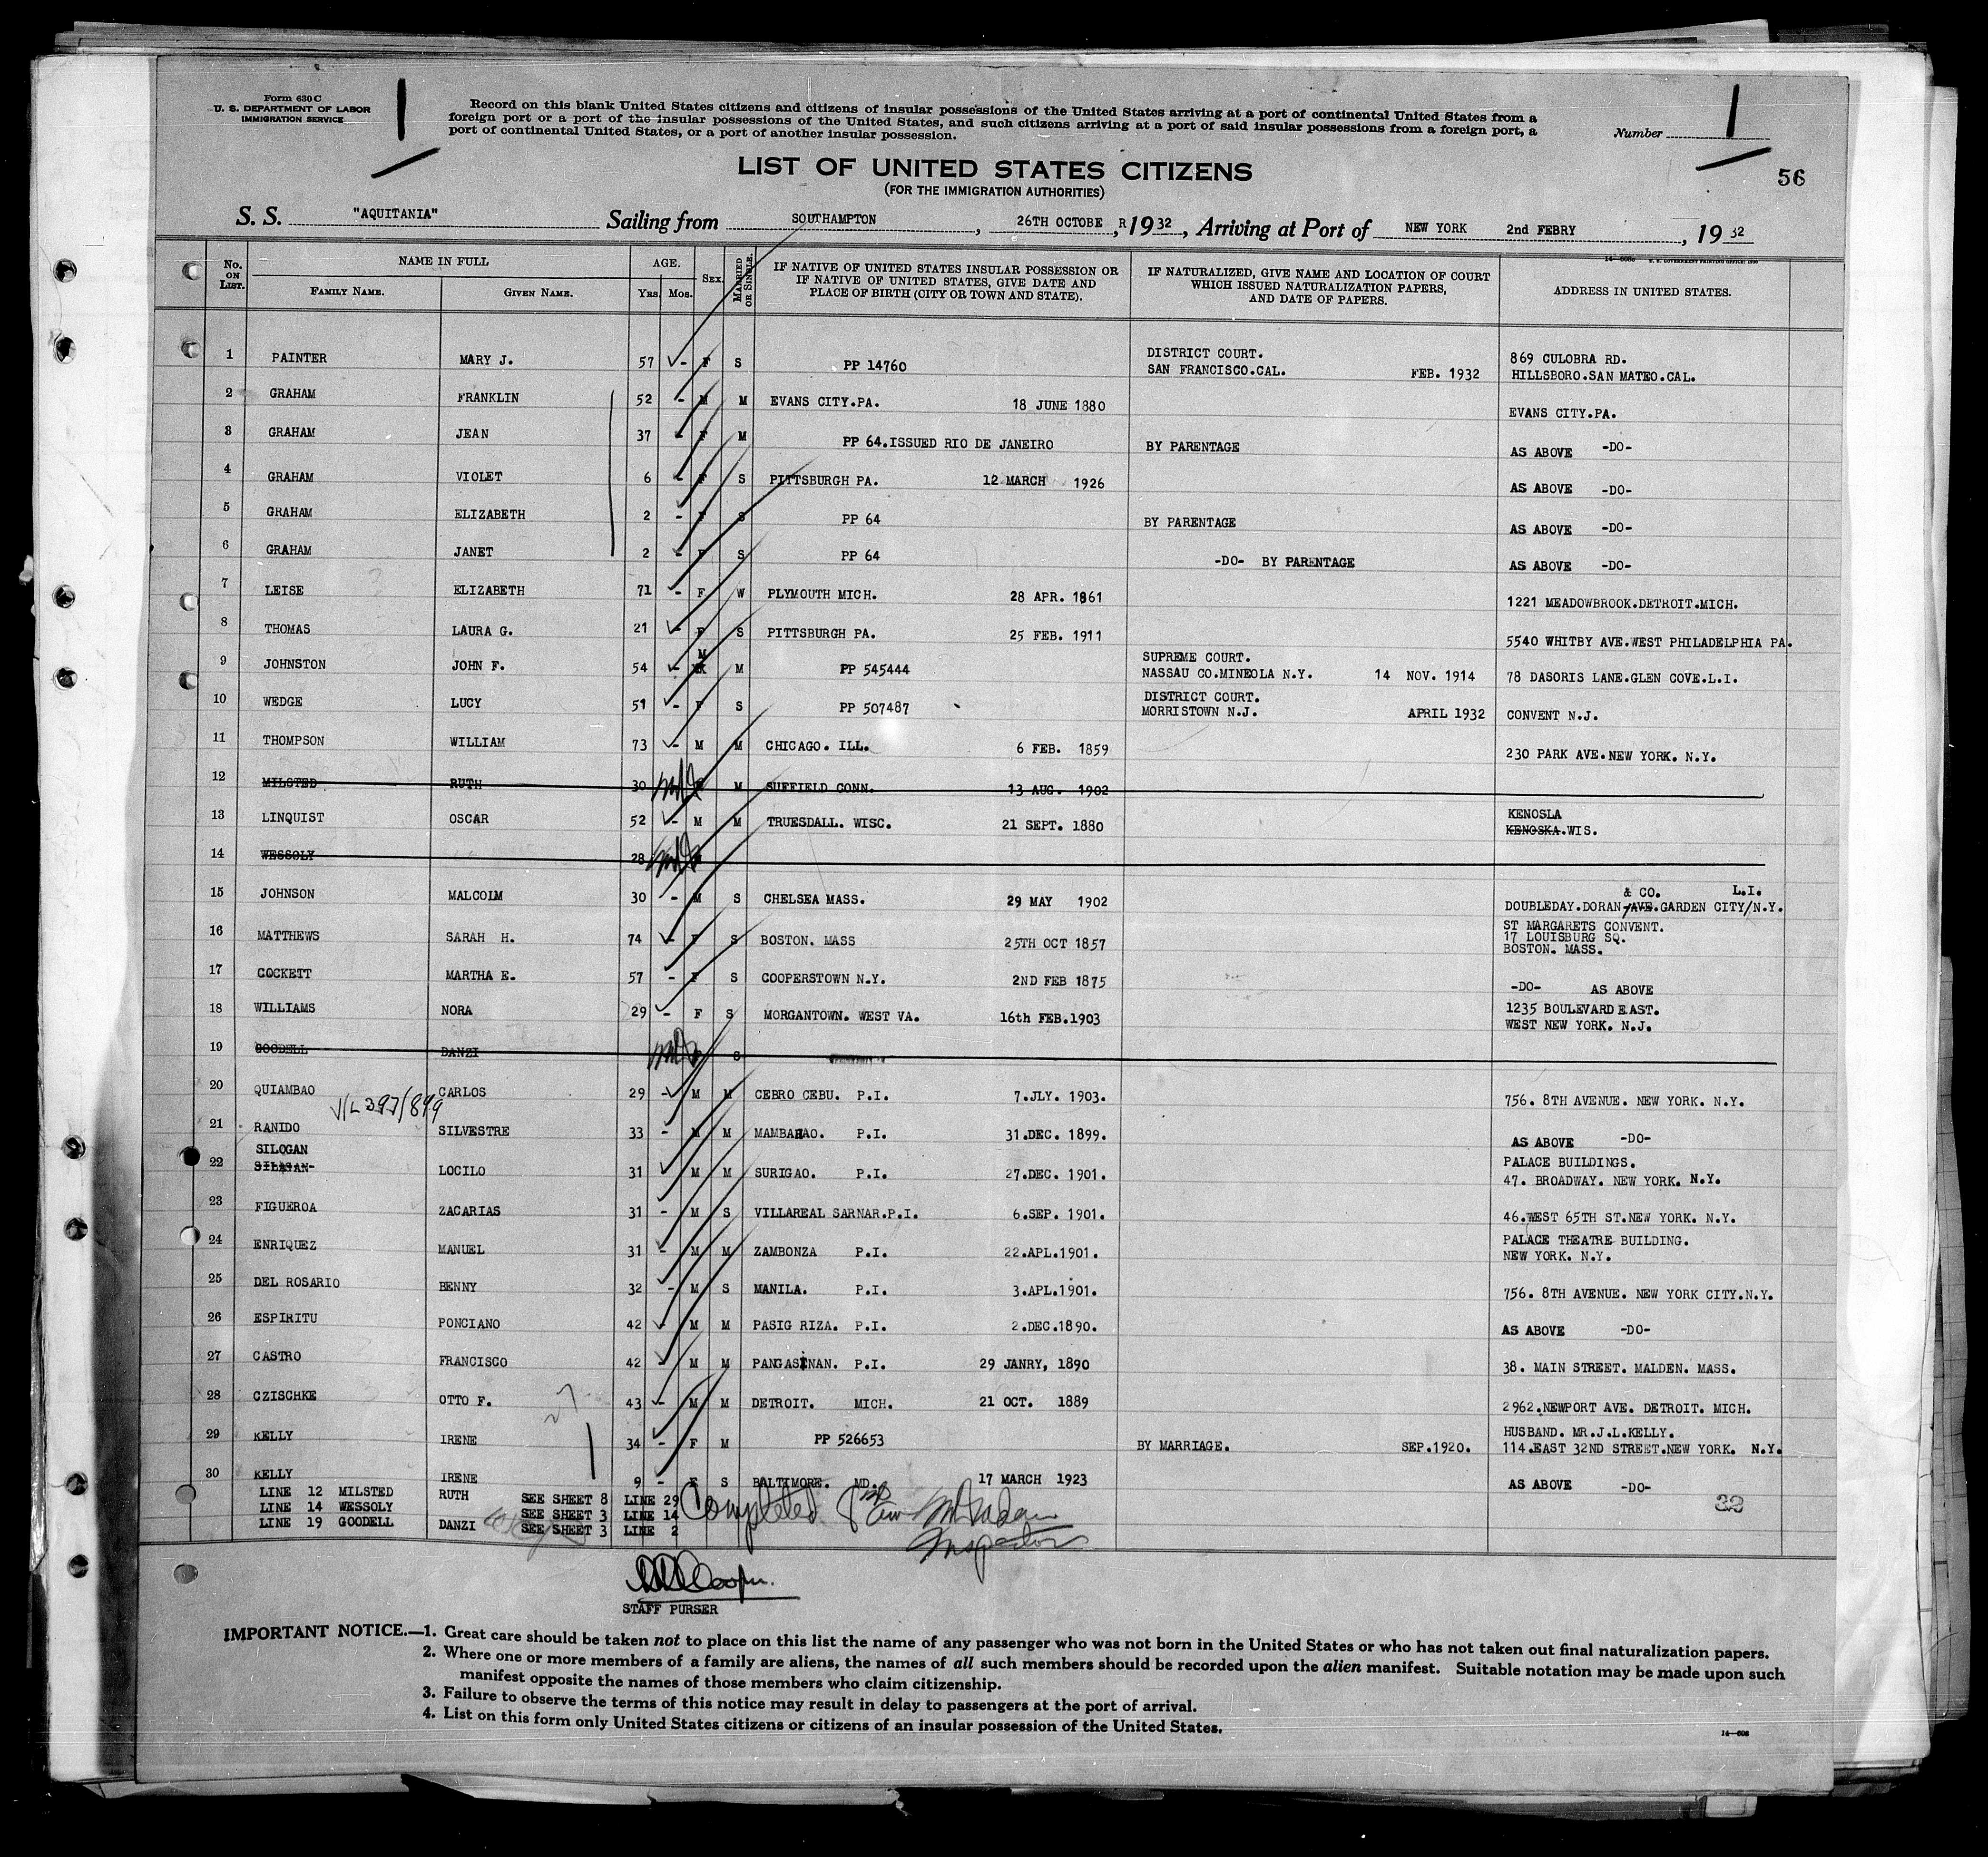 Form 630 C
U. S. DEPARTMENT OF LABOR
IMMIGRATION SERVICE
1
Record on this blank United States citizens and citizens of insular possessions of the United States arriving at a port of continental United States from a
foreign port or a port of the insular possessions of the United States, and such citizens arriving at a port of said insular possessions from a foreign port, a
port of continental United States, or a port of another insular possession.
Number 1
56
LIST OF UNITED STATES CITIZENS
(FOR THE IMMIGRATION AUTHORITIES)
S. S. "AQUITANIA" Sailing from SOUTHAMPTON, 26TH OCTOBE, R 1932, Arriving at Port of NEW YORK 2nd FEBRY, 1932
No. ON LIST. NAME IN FULL FAMILY NAME. GIVEN NAME. AGE. YRS. MOS. SEX. MARRIED OR SINGLE. IF NATIVE OF UNITED STATES INSULAR POSSESSION OR IF NATIVE OF UNITED STATES, GIVE DATE AND PLACE OF BIRTH (CITY OR TOWN AND STATE). IF NATURALIZED, GIVE NAME AND LOCATION OF COURT WHICH ISSUED NATURALIZATION PAPERS, AND DATE OF PAPERS. ADDRESS IN UNITED STATES.
1 PAINTER MARY J. 57 - F S PP 14760 DISTRICT COURT. SAN FRANCISCO.CAL. FEB. 1932 869 CULOBRA RD. HILLSBORO.SAN MATEO.CAL.
2 GRAHAM FRANKLIN 52 - M M EVANS CITY.PA. 18 JUNE 1880 EVANS CITY.PA.
3 GRAHAM JEAN 37 - F M PP 64.ISSUED RIO DE JANEIRO BY PARENTAGE AS ABOVE -DO-
4 GRAHAM VIOLET 6 - F S PITTSBURGH PA. 12 MARCH 1926 AS ABOVE -DO-
5 GRAHAM ELIZABETH 2 - F S PP 64 BY PARENTAGE AS ABOVE -DO-
6 GRAHAM JANET 2 - F S PP 64 -DO- BY PARENTAGE AS ABOVE -DO-
7 LEISE ELIZABETH 71 - F W PLYMOUTH MICH. 28 APR. 1861 1221 MEADOWBROOK.DETROIT.MICH.
8 THOMAS LAURA G. 21 - F S PITTSBURGH PA. 25 FEB. 1911 5540 WHITBY AVE.WEST PHILADELPHIA PA.
9 JOHNSTON JOHN F. 54 - M M PP 545444 SUPREME COURT. NASSAU CO.MINEOLA N.Y. 14 NOV. 1914 78 DASORIS LANE.GLEN COVE.L.I.
10 WEDGE LUCY 51 - F S PP 507487 DISTRICT COURT. MORRISTOWN N.J. APRIL 1932 CONVENT N.J.
11 THOMPSON WILLIAM 73 - M M CHICAGO. ILL. 6 FEB. 1859 230 PARK AVE.NEW YORK. N.Y.
12 MILSTED RUTH 30 F M SUFFIELD CONN. 13 AUG. 1902
13 LINQUIST OSCAR 52 - M M TRUESDALL. WISC. 21 SEPT. 1880 KENOSLA KENOSKA.WIS.
14 WESSOLY 28
15 JOHNSON MALCOLM 30 - M S CHELSEA MASS. 29 MAY 1902 & CO. L.I. DOUBLEDAY.DORAN AVE.GARDEN CITY/N.Y.
16 MATTHEWS SARAH H. 74 - F S BOSTON. MASS 25TH OCT 1857 ST MARGARETS CONVENT. 17 LOUISBURG SQ. BOSTON. MASS.
17 COCKETT MARTHA E. 57 - F S COOPERSTOWN N.Y. 2ND FEB 1875 -DO- AS ABOVE
18 WILLIAMS NORA 29 - F S MORGANTOWN. WEST VA. 16th FEB.1903 1235 BOULEVARD EAST. WEST NEW YORK. N.J.
19 GOODELL DANZI S
20 QUIAMBAO CARLOS 29 - M M CEBRO CEBU. P.I. 7.JLY. 1903. 756. 8TH AVENUE. NEW YORK. N.Y.
V/L 397/899
21 RANIDO SILVESTRE 33 - M M MAMBAHAO. P.I. 31.DEC. 1899. AS ABOVE -DO-
22 SILOGAN SILAGAN LOCILO 31 M M SURIGAO. P.I. 27.DEC. 1901. PALACE BUILDINGS. 47. BROADWAY. NEW YORK. N.Y.
23 FIGUEROA ZACARIAS 31 - M S VILLAREAL SARNAR.P.I. 6.SEP. 1901. 46.WEST 65TH ST.NEW YORK. N.Y.
24 ENRIQUEZ MANUEL 31 - M M ZAMBONZA P.I. 22.APL.1901. PALACE THEATRE BUILDING. NEW YORK. N.Y.
25 DEL ROSARIO BENNY 32 - M S MANILA. P.I. 3.APL.1901. 756. 8TH AVENUE. NEW YORK CITY.N.Y.
26 ESPIRITU PONCIANO 42 - M M PASIG RIZA. P.I. 2.DEC.1890. AS ABOVE -DO-
27 CASTRO FRANCISCO 42 - M M PANGASINAN. P.I. 29 JANRY, 1890 38. MAIN STREET. MALDEN. MASS.
28 CZISCHKE OTTO F. 43 - M M DETROIT. MICH. 21 OCT. 1889 2962.NEWPORT AVE. DETROIT. MICH.
29 KELLY IRENE 34 - F M PP 526653 BY MARRIAGE. SEP.1920. HUSBAND. MR.J.L.KELLY. 114.EAST 32ND STREET.NEW YORK. N.Y.
30 KELLY IRENE 9 - F S BALTIMORE. MD. 17 MARCH 1923 AS ABOVE -DO-
LINE 12 MILSTED RUTH SEE SHEET 8 LINE 29
LINE 14 WESSOLY SEE SHEET 3 LINE 14
LINE 19 GOODELL DANZI SEE SHEET 3 LINE 2
Completed
Inspector
STAFF PURSER
IMPORTANT NOTICE.—1. Great care should be taken not to place on this list the name of any passenger who was not born in the United States or who has not taken out final naturalization papers.
2. Where one or more members of a family are aliens, the names of all such members should be recorded upon the alien manifest. Suitable notation may be made upon such
manifest opposite the names of those members who claim citizenship.
3. Failure to observe the terms of this notice may result in delay to passengers at the port of arrival.
4. List on this form only United States citizens or citizens of an insular possession of the United States.